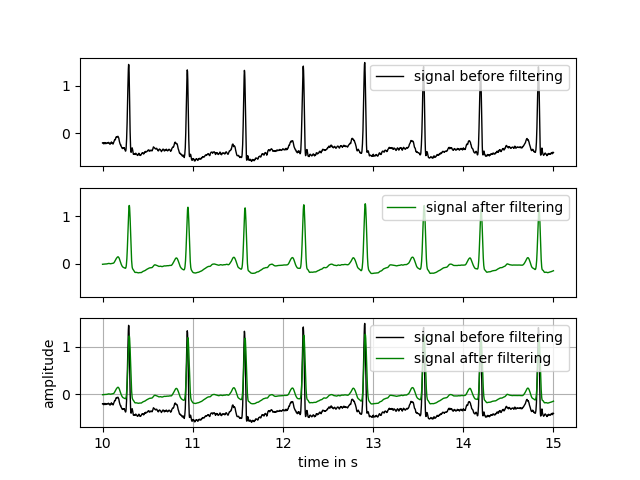 signal before filtering
1
0
signal after filtering
1
0
signal before filtering
signal after filtering
1
0
amplitude
10 11 12 13 14 15
time in s